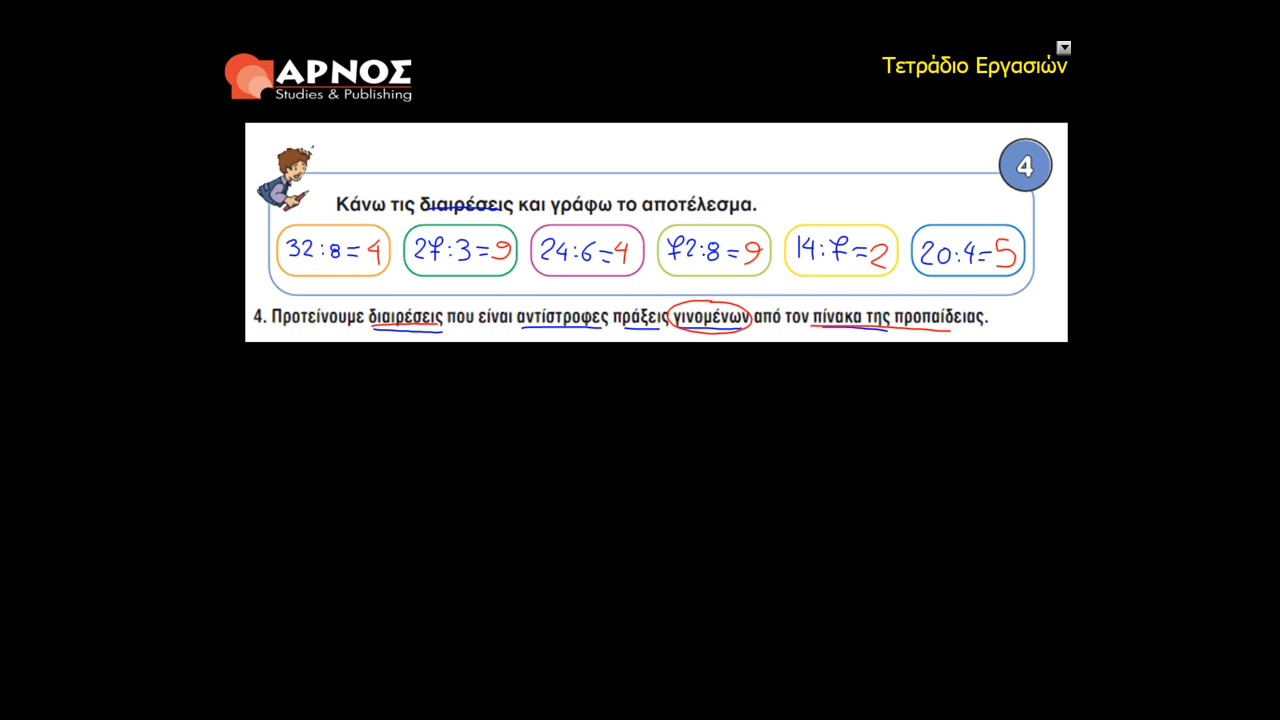 ΑΡΝΟΣ
Studies & Publishing
Τετράδιο Εργασιών
4
Κάνω τις διαιρέσεις και γράφω το αποτέλεσμα.
32:8=4 27:3=9 24:6=4 72:8=9 14:7=2 20:4=5
4. Προτείνουμε διαιρέσεις που είναι αντίστροφες πράξεις γινομένων από τον πίνακα της προπαίδειας.